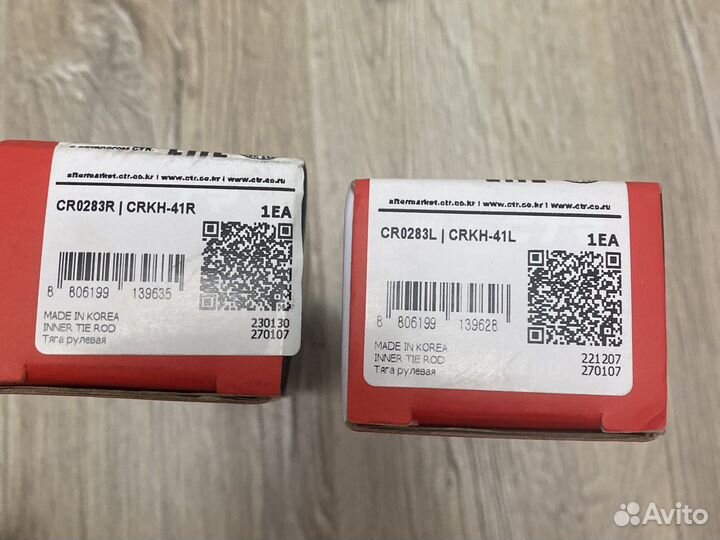 с каталогом CTR.
EAC
aftermarket.ctr.co.kr | www.ctr.co.kr | www.ctr.co.ru
CR0283R | CRKH-41R
1EA
8 806199 139635
MADE IN KOREA
INNER TIE ROD
Тяга рулевая
230130
270107
aftermarket.ctr.co.kr | www.ctr.co.kr | www.ctr.co.ru
CR0283L | CRKH-41L
1EA
8 806199 139628
MADE IN KOREA
INNER TIE ROD
Тяга рулевая
221207
270107
Avito